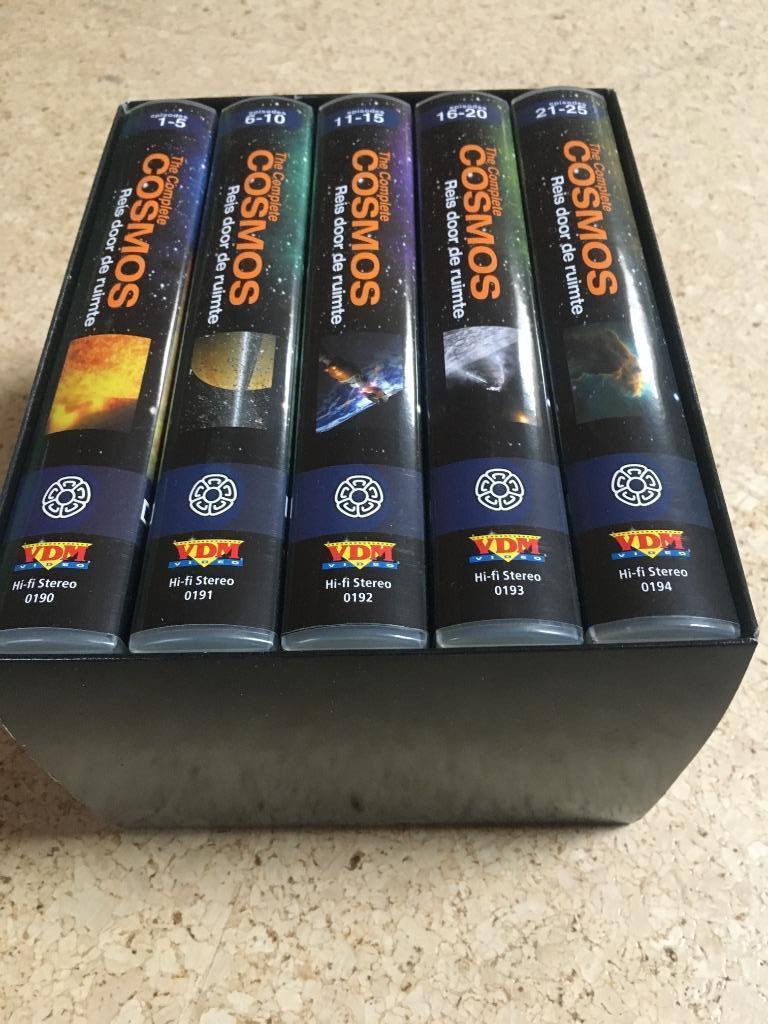 episodes
1-5
The Complete
COSMOS
Reis door de ruimte
VDM
VIDEO
Hi-fi Stereo
0190
episodes
6-10
The Complete
COSMOS
Reis door de ruimte
VDM
VIDEO
Hi-fi Stereo
0191
episodes
11-15
The Complete
COSMOS
Reis door de ruimte
VDM
VIDEO
Hi-fi Stereo
0192
episodes
16-20
The Complete
COSMOS
Reis door de ruimte
VDM
VIDEO
Hi-fi Stereo
0193
episodes
21-25
The Complete
COSMOS
Reis door de ruimte
VDM
VIDEO
Hi-fi Stereo
0194